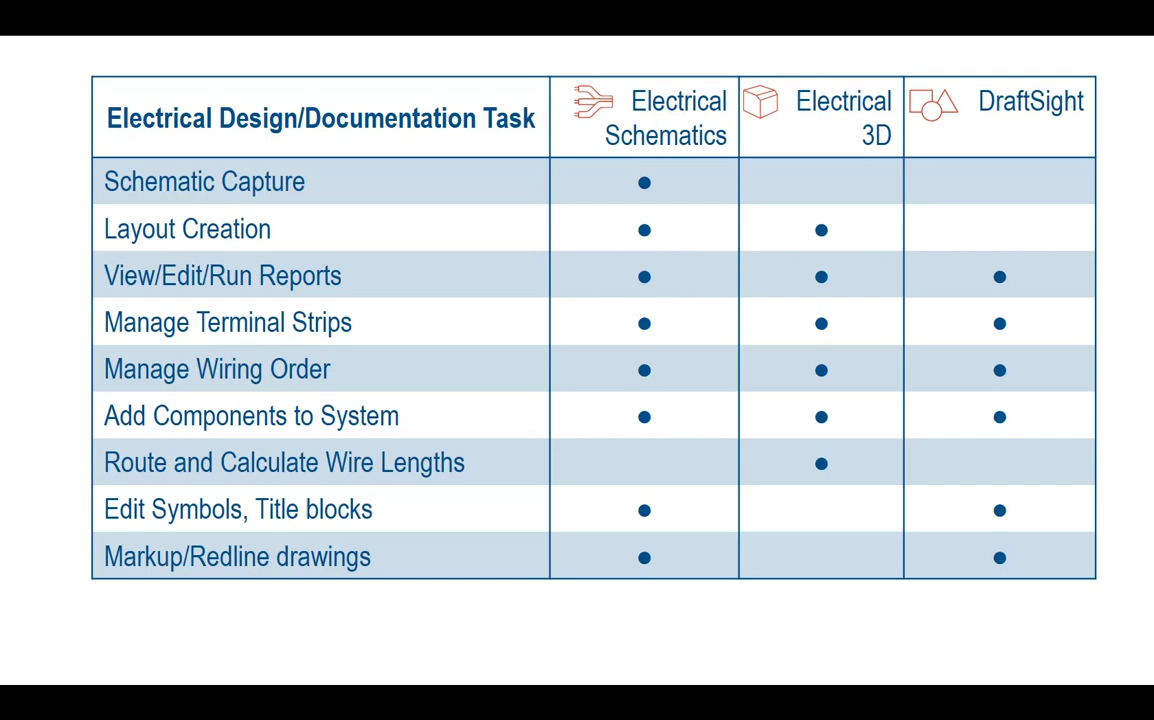 Electrical Design/Documentation Task
Electrical
Schematics
Electrical
3D
DraftSight
Schematic Capture
Layout Creation
View/Edit/Run Reports
Manage Terminal Strips
Manage Wiring Order
Add Components to System
Route and Calculate Wire Lengths
Edit Symbols, Title blocks
Markup/Redline drawings